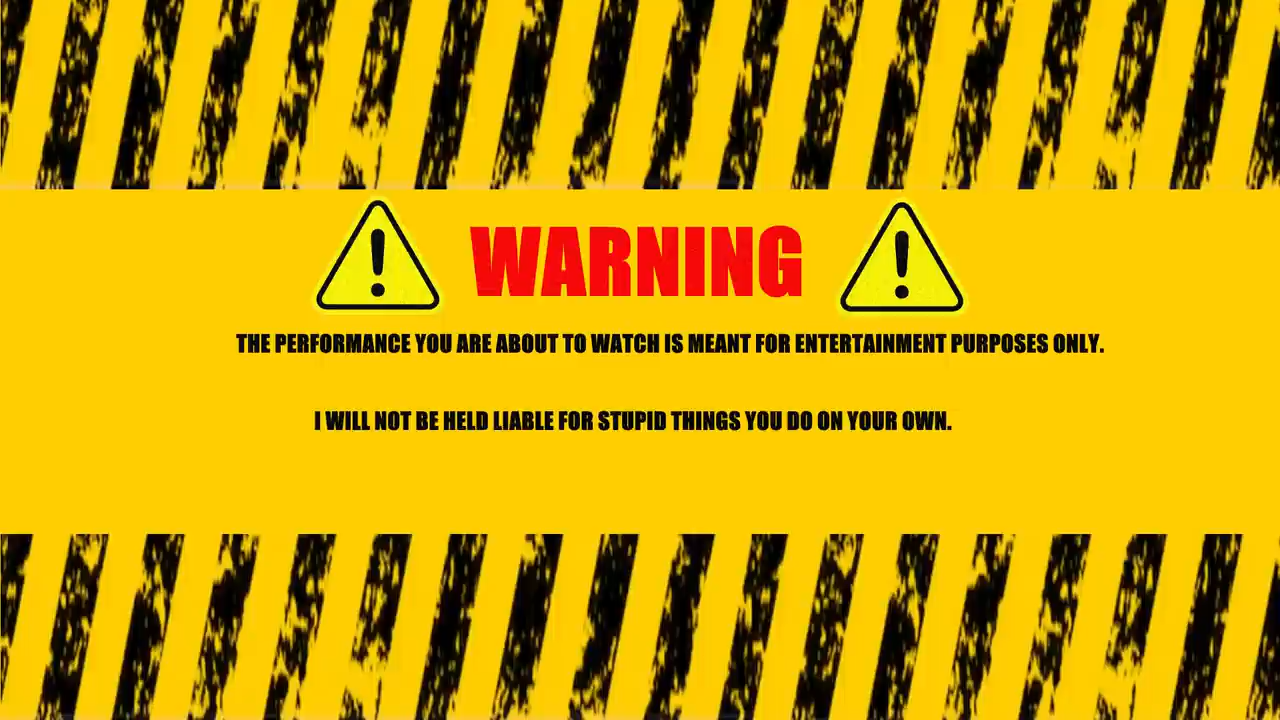 WARNING
THE PERFORMANCE YOU ARE ABOUT TO WATCH IS MEANT FOR ENTERTAINMENT PURPOSES ONLY.
I WILL NOT BE HELD LIABLE FOR STUPID THINGS YOU DO ON YOUR OWN.